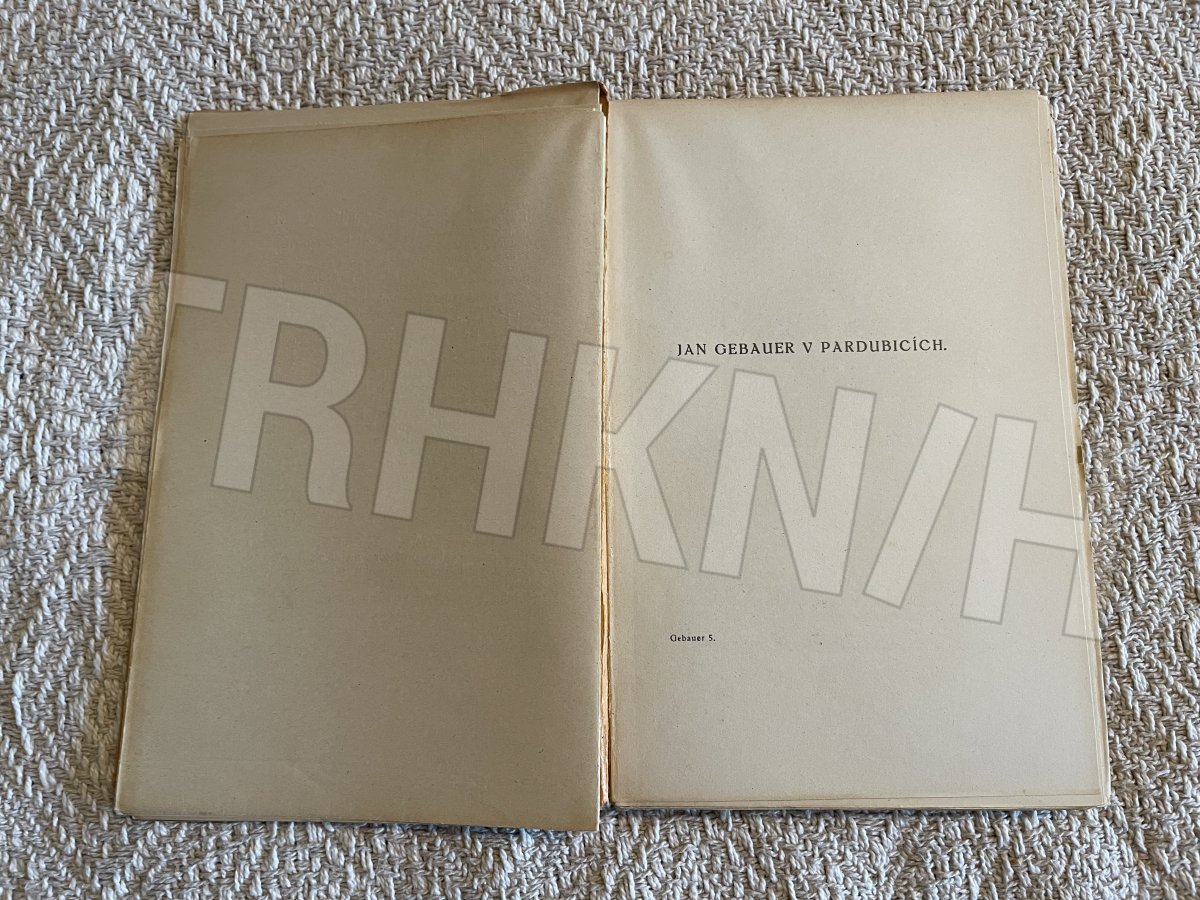 JAN GEBAUER V PARDUBICÍCH.
TRHKNIH
Gebauer 5.